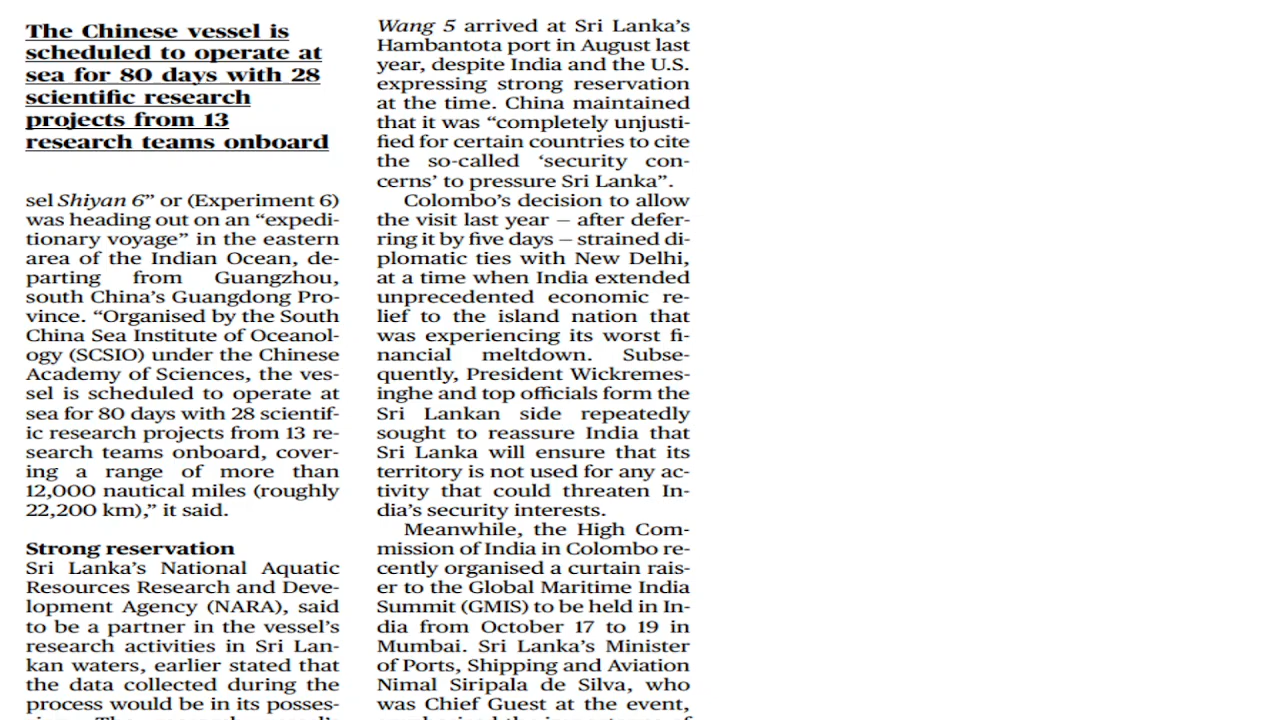 The Chinese vessel is
scheduled to operate at
sea for 80 days with 28
scientific research
projects from 13
research teams onboard
sel Shiyan 6” or (Experiment 6)
was heading out on an “expedi-
tionary voyage” in the eastern
area of the Indian Ocean, de-
parting from Guangzhou,
south China’s Guangdong Pro-
vince. “Organised by the South
China Sea Institute of Oceanol-
ogy (SCSIO) under the Chinese
Academy of Sciences, the ves-
sel is scheduled to operate at
sea for 80 days with 28 scientif-
ic research projects from 13 re-
search teams onboard, cover-
ing a range of more than
12,000 nautical miles (roughly
22,200 km),” it said.
Strong reservation
Sri Lanka’s National Aquatic
Resources Research and Deve-
lopment Agency (NARA), said
to be a partner in the vessel’s
research activities in Sri Lan-
kan waters, earlier stated that
the data collected during the
process would be in its posses-
Wang 5 arrived at Sri Lanka’s
Hambantota port in August last
year, despite India and the U.S.
expressing strong reservation
at the time. China maintained
that it was “completely unjusti-
fied for certain countries to cite
the so-called ‘security con-
cerns’ to pressure Sri Lanka”.
Colombo’s decision to allow
the visit last year – after defer-
ring it by five days – strained di-
plomatic ties with New Delhi,
at a time when India extended
unprecedented economic re-
lief to the island nation that
was experiencing its worst fi-
nancial meltdown. Subse-
quently, President Wickremes-
inghe and top officials form the
Sri Lankan side repeatedly
sought to reassure India that
Sri Lanka will ensure that its
territory is not used for any ac-
tivity that could threaten In-
dia’s security interests.
Meanwhile, the High Com-
mission of India in Colombo re-
cently organised a curtain rais-
er to the Global Maritime India
Summit (GMIS) to be held in In-
dia from October 17 to 19 in
Mumbai. Sri Lanka’s Minister
of Ports, Shipping and Aviation
Nimal Siripala de Silva, who
was Chief Guest at the event,